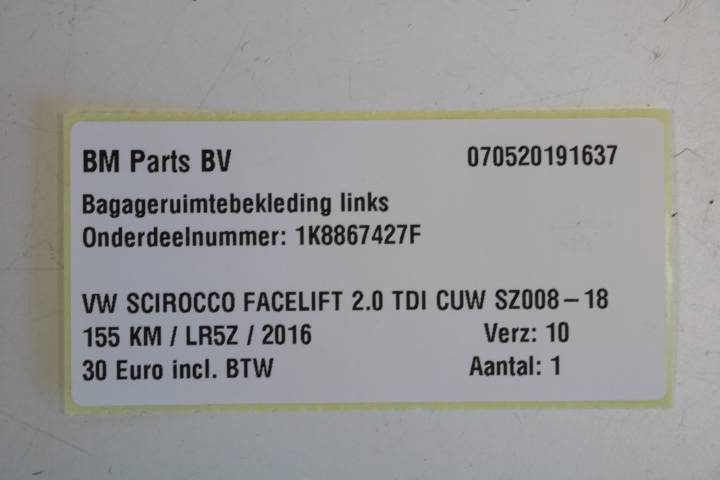 BM Parts BV 070520191637
Bagageruimtebekleding links
Onderdeelnummer: 1K8867427F
VW SCIROCCO FACELIFT 2.0 TDI CUW SZ008-18
155 KM / LR5Z / 2016 Verz: 10
30 Euro incl. BTW Aantal: 1